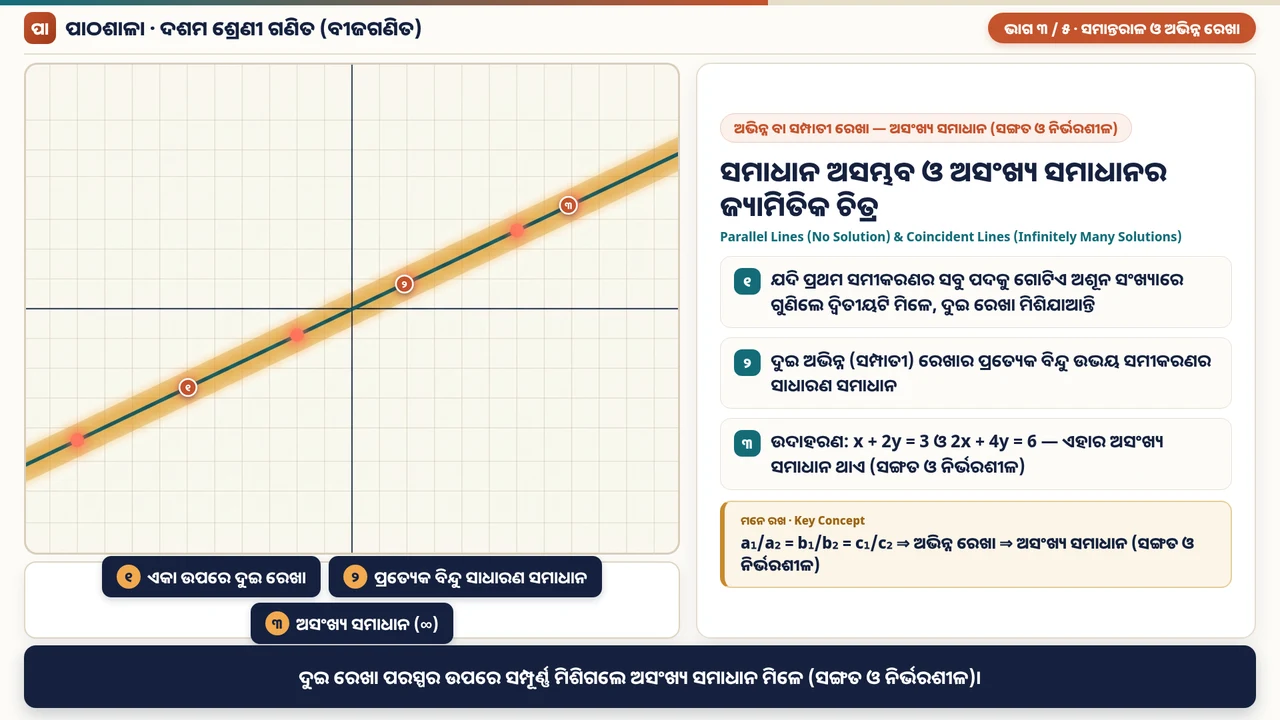 ପା
ପାଠଶାଳା · ଦଶମ ଶ୍ରେଣୀ ଗଣିତ (ବୀଜଗଣିତ)
ଭାଗ ୩ / ୫ · ସମାନ୍ତରାଳ ଓ ଅଭିନ୍ନ ରେଖା
୩
୨
୧
୧ ଏକା ଉପରେ ଦୁଇ ରେଖା
୨ ପ୍ରତ୍ୟେକ ବିନ୍ଦୁ ସାଧାରଣ ସମାଧାନ
୩ ଅସଂଖ୍ୟ ସମାଧାନ (∞)
ଅଭିନ୍ନ ବା ସମ୍ପାତୀ ରେଖା — ଅସଂଖ୍ୟ ସମାଧାନ (ସଙ୍ଗତ ଓ ନିର୍ଭରଶୀଳ)
ସମାଧାନ ଅସମ୍ଭବ ଓ ଅସଂଖ୍ୟ ସମାଧାନର
ଜ୍ୟାମିତିକ ଚିତ୍ର
Parallel Lines (No Solution) & Coincident Lines (Infinitely Many Solutions)
୧ ଯଦି ପ୍ରଥମ ସମୀକରଣର ସବୁ ପଦକୁ ଗୋଟିଏ ଅଶୂନ ସଂଖ୍ୟାରେ
ଗୁଣିଲେ ଦ୍ୱିତୀୟଟି ମିଳେ, ଦୁଇ ରେଖା ମିଶିଯାଆନ୍ତି
୨ ଦୁଇ ଅଭିନ୍ନ (ସମ୍ପାତୀ) ରେଖାର ପ୍ରତ୍ୟେକ ବିନ୍ଦୁ ଉଭୟ ସମୀକରଣର
ସାଧାରଣ ସମାଧାନ
୩ ଉଦାହରଣ: x + 2y = 3 ଓ 2x + 4y = 6 — ଏହାର ଅସଂଖ୍ୟ
ସମାଧାନ ଥାଏ (ସଙ୍ଗତ ଓ ନିର୍ଭରଶୀଳ)
ମନେ ରଖ · Key Concept
a₁/a₂ = b₁/b₂ = c₁/c₂ ⇒ ଅଭିନ୍ନ ରେଖା ⇒ ଅସଂଖ୍ୟ ସମାଧାନ (ସଙ୍ଗତ ଓ
ନିର୍ଭରଶୀଳ)
ଦୁଇ ରେଖା ପରସ୍ପର ଉପରେ ସମ୍ପୂର୍ଣ୍ଣ ମିଶିଗଲେ ଅସଂଖ୍ୟ ସମାଧାନ ମିଳେ (ସଙ୍ଗତ ଓ ନିର୍ଭରଶୀଳ)।